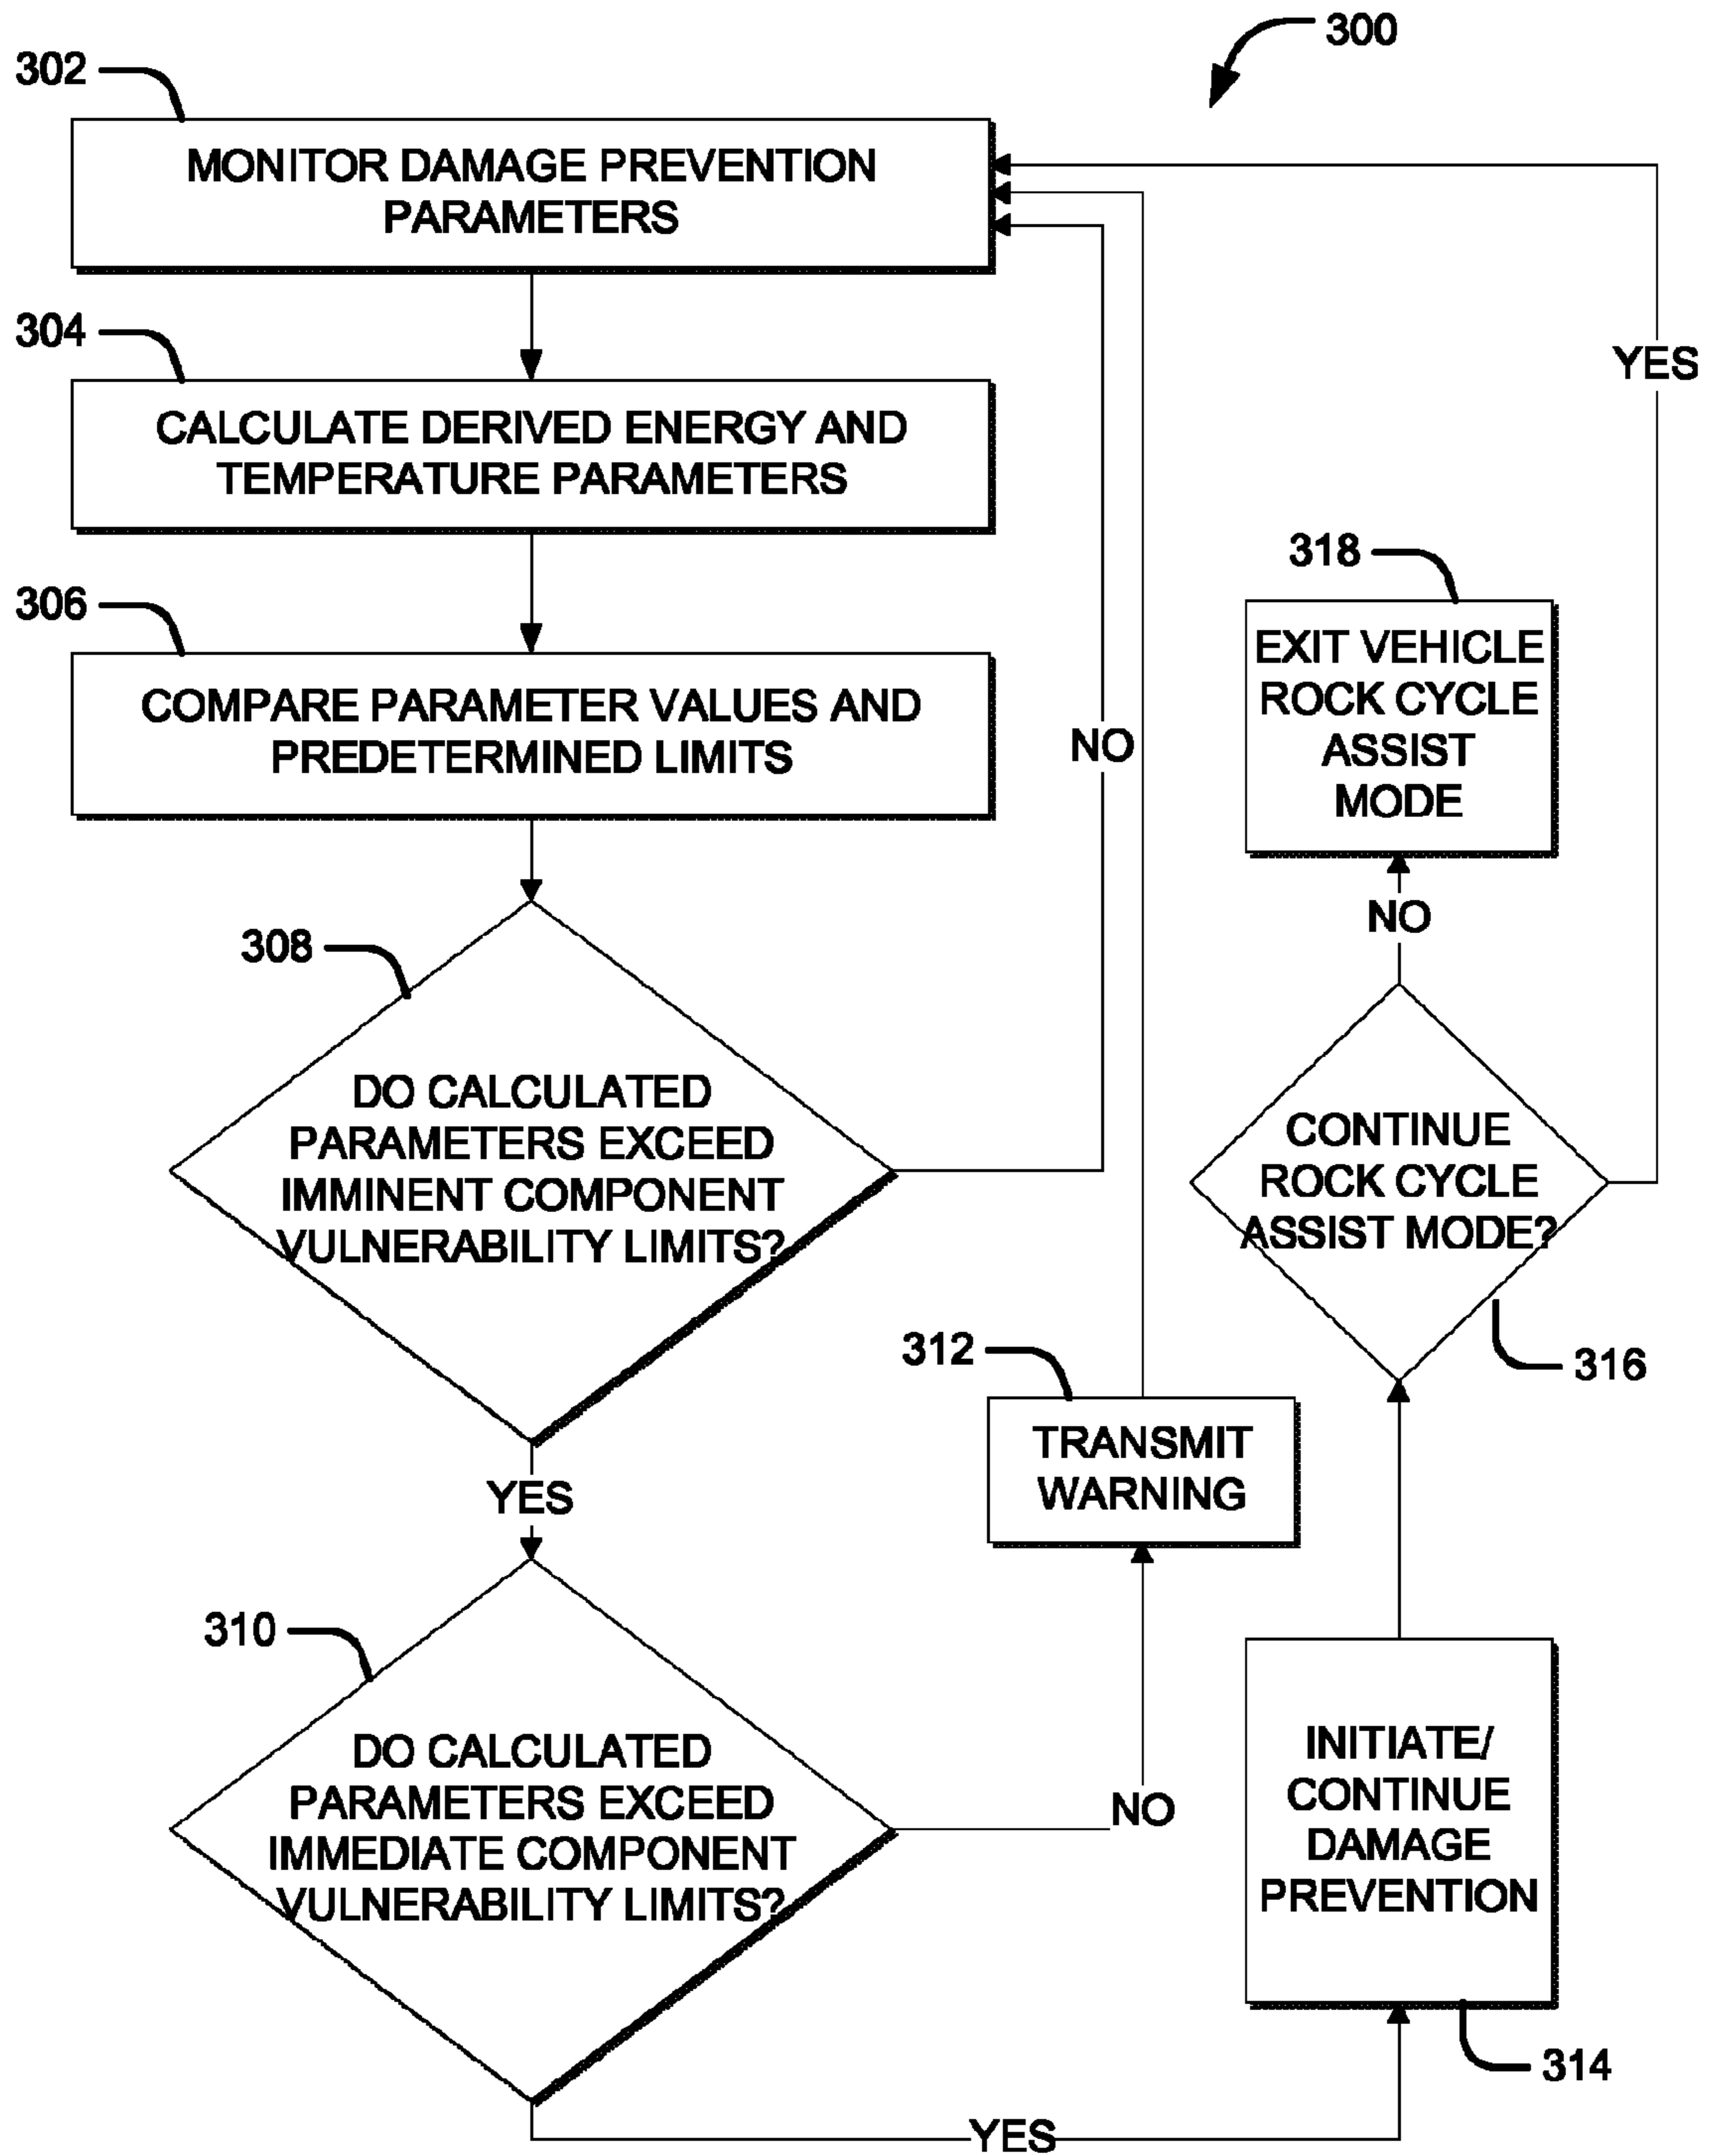 300
302
MONITOR DAMAGE PREVENTION
PARAMETERS
304
CALCULATE DERIVED ENERGY AND
TEMPERATURE PARAMETERS
306
COMPARE PARAMETER VALUES AND
PREDETERMINED LIMITS
308
DO CALCULATED
PARAMETERS EXCEED
IMMINENT COMPONENT
VULNERABILITY LIMITS?
NO
YES
310
DO CALCULATED
PARAMETERS EXCEED
IMMEDIATE COMPONENT
VULNERABILITY LIMITS?
NO
YES
312
TRANSMIT
WARNING
314
INITIATE/
CONTINUE
DAMAGE
PREVENTION
316
CONTINUE
ROCK CYCLE
ASSIST MODE?
NO
YES
318
EXIT VEHICLE
ROCK CYCLE
ASSIST
MODE